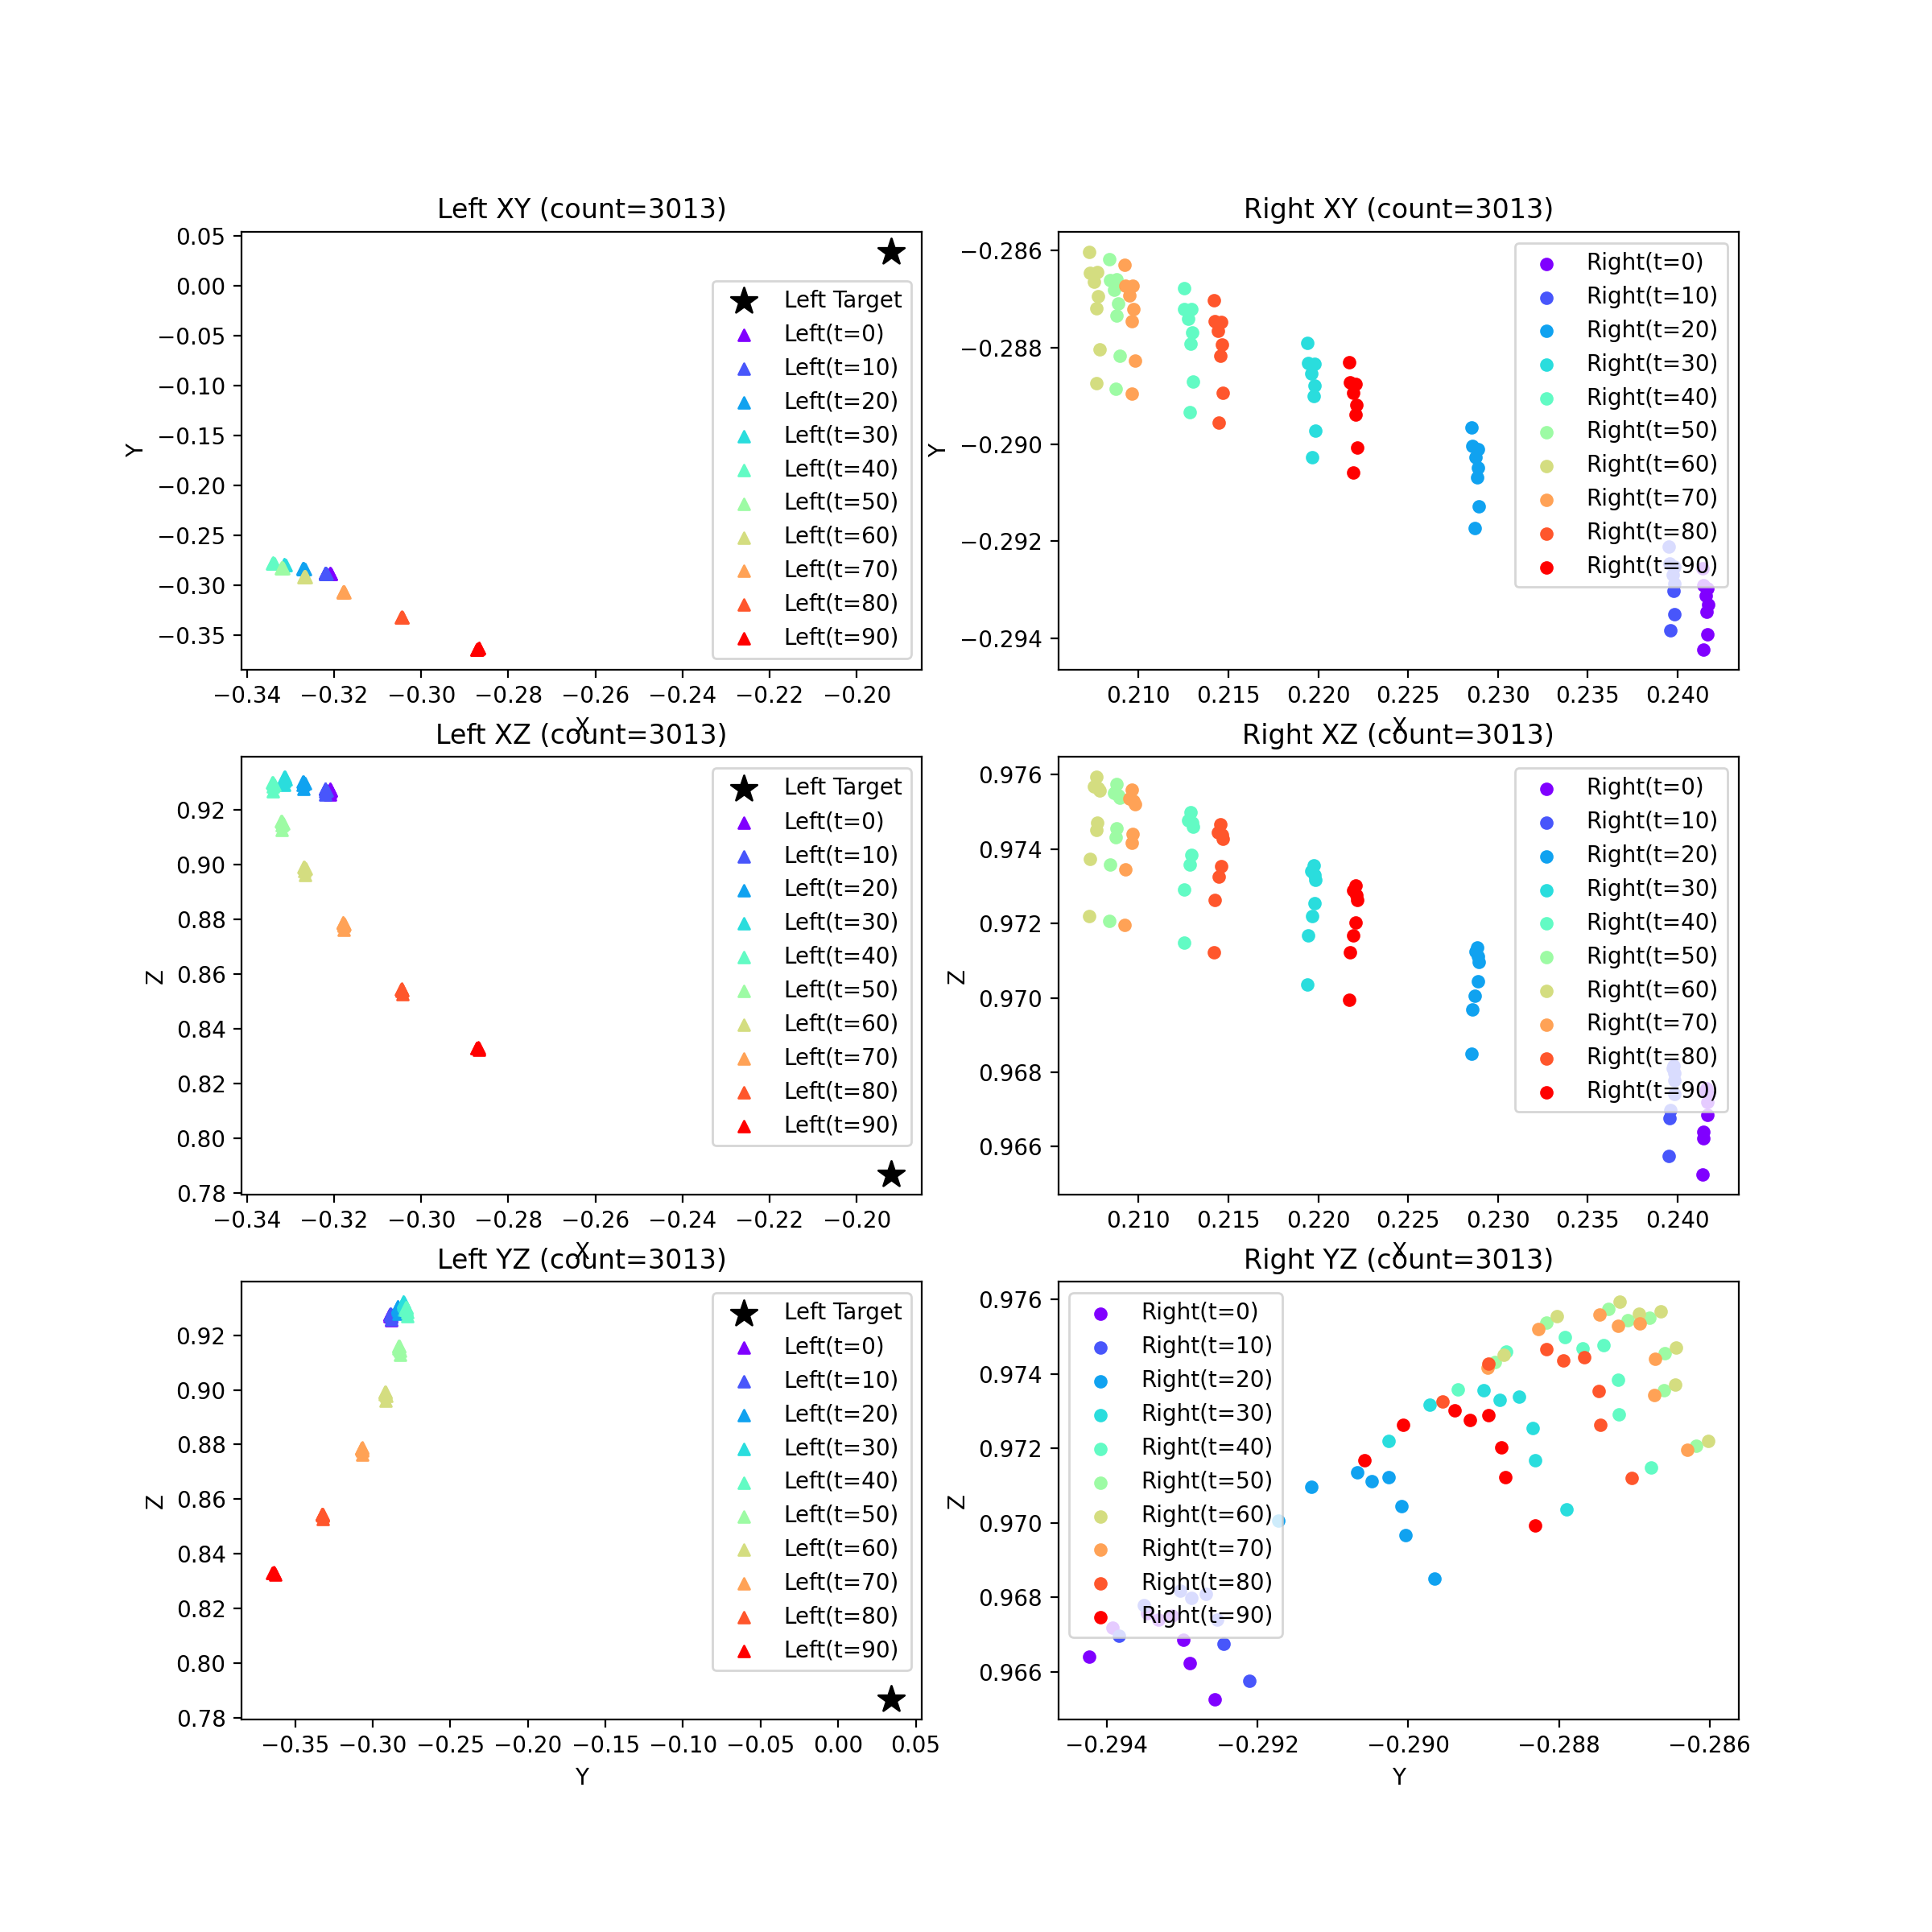 Left XY (count=3013)
0.05
0.00
−0.05
−0.10
−0.15
−0.20
−0.25
−0.30
−0.35
Y
Left Target
Left(t=0)
Left(t=10)
Left(t=20)
Left(t=30)
Left(t=40)
Left(t=50)
Left(t=60)
Left(t=70)
Left(t=80)
Left(t=90)
−0.34 −0.32 −0.30 −0.28 −0.26 −0.24 −0.22 −0.20
X
Right XY (count=3013)
−0.286
−0.288
−0.290
−0.292
−0.294
Y
Right(t=0)
Right(t=10)
Right(t=20)
Right(t=30)
Right(t=40)
Right(t=50)
Right(t=60)
Right(t=70)
Right(t=80)
Right(t=90)
0.210 0.215 0.220 0.225 0.230 0.235 0.240
X
Left XZ (count=3013)
0.92
0.90
0.88
0.86
0.84
0.82
0.80
0.78
Z
Left Target
Left(t=0)
Left(t=10)
Left(t=20)
Left(t=30)
Left(t=40)
Left(t=50)
Left(t=60)
Left(t=70)
Left(t=80)
Left(t=90)
−0.34 −0.32 −0.30 −0.28 −0.26 −0.24 −0.22 −0.20
X
Right XZ (count=3013)
0.976
0.974
0.972
0.970
0.968
0.966
Z
Right(t=0)
Right(t=10)
Right(t=20)
Right(t=30)
Right(t=40)
Right(t=50)
Right(t=60)
Right(t=70)
Right(t=80)
Right(t=90)
0.210 0.215 0.220 0.225 0.230 0.235 0.240
X
Left YZ (count=3013)
0.92
0.90
0.88
0.86
0.84
0.82
0.80
0.78
Z
Left Target
Left(t=0)
Left(t=10)
Left(t=20)
Left(t=30)
Left(t=40)
Left(t=50)
Left(t=60)
Left(t=70)
Left(t=80)
Left(t=90)
−0.35 −0.30 −0.25 −0.20 −0.15 −0.10 −0.05 0.00 0.05
Y
Right YZ (count=3013)
0.976
0.974
0.972
0.970
0.968
0.966
Z
Right(t=0)
Right(t=10)
Right(t=20)
Right(t=30)
Right(t=40)
Right(t=50)
Right(t=60)
Right(t=70)
Right(t=80)
Right(t=90)
−0.294 −0.292 −0.290 −0.288 −0.286
Y